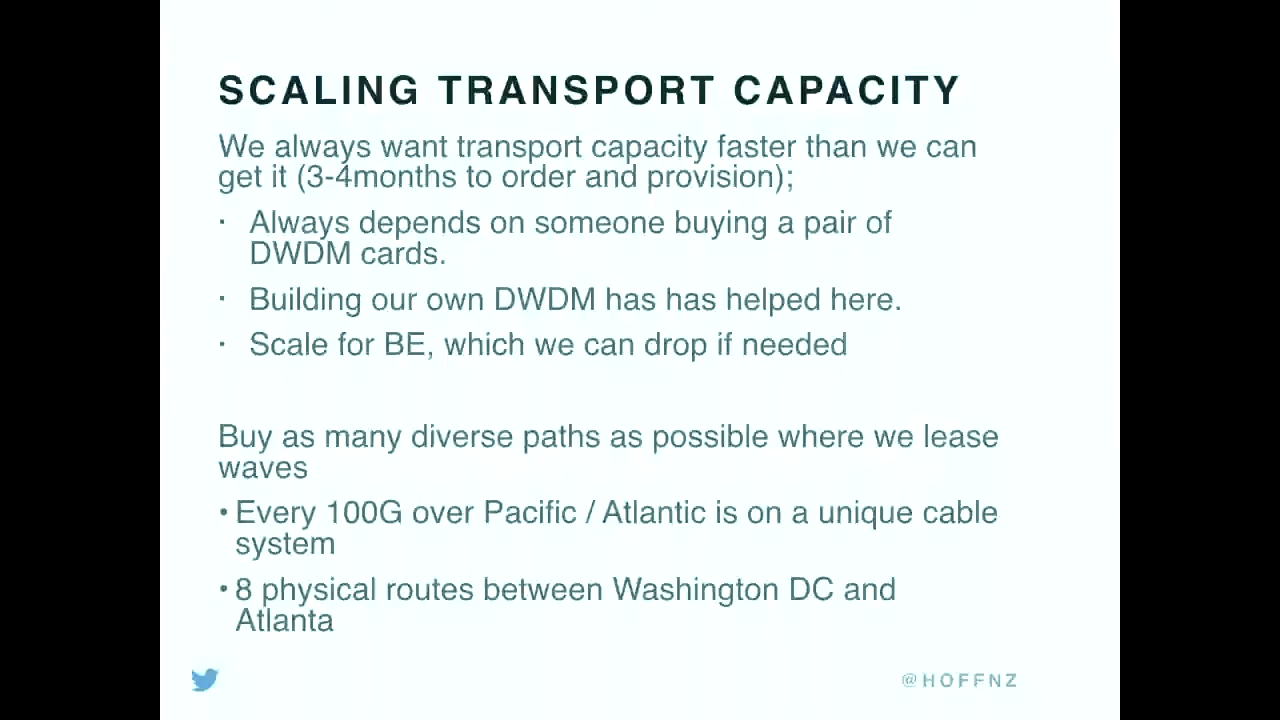 SCALING TRANSPORT CAPACITY
We always want transport capacity faster than we can
get it (3-4months to order and provision);
· Always depends on someone buying a pair of
DWDM cards.
· Building our own DWDM has has helped here.
· Scale for BE, which we can drop if needed
Buy as many diverse paths as possible where we lease
waves
• Every 100G over Pacific / Atlantic is on a unique cable
system
• 8 physical routes between Washington DC and
Atlanta
@HOFFNZ